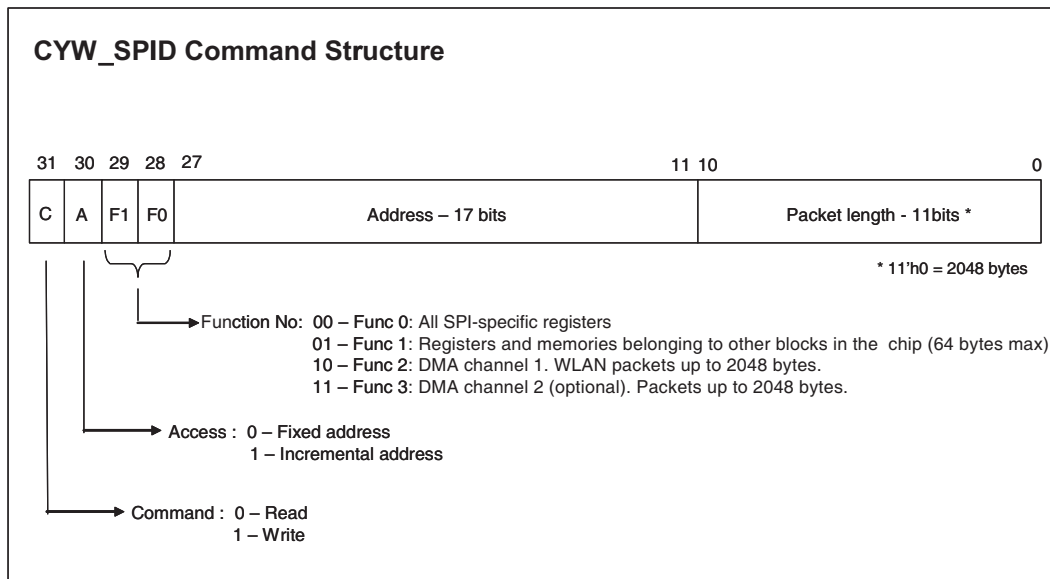 CYW_SPID Command Structure
31 30 29 28 27 11 10 0
C A F1 F0 Address – 17 bits Packet length - 11bits *
* 11'h0 = 2048 bytes
Function No: 00 – Func 0: All SPI-specific registers
01 – Func 1: Registers and memories belonging to other blocks in the chip (64 bytes max)
10 – Func 2: DMA channel 1. WLAN packets up to 2048 bytes.
11 – Func 3: DMA channel 2 (optional). Packets up to 2048 bytes.
Access : 0 – Fixed address
1 – Incremental address
Command : 0 – Read
1 – Write